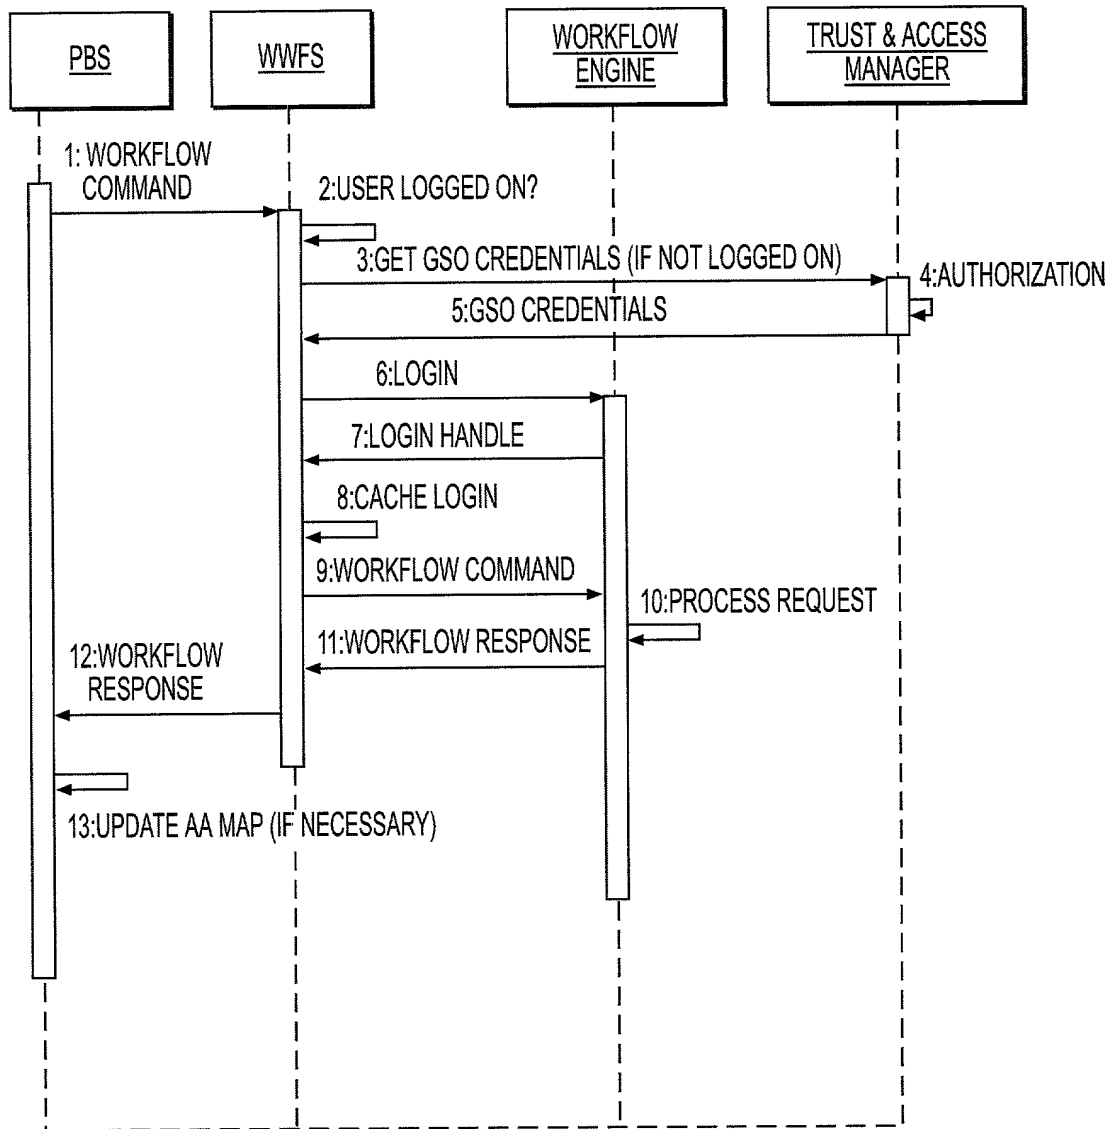 PBS
WWFS
WORKFLOW
ENGINE
TRUST & ACCESS
MANAGER
1: WORKFLOW
COMMAND
2:USER LOGGED ON?
3:GET GSO CREDENTIALS (IF NOT LOGGED ON)
4:AUTHORIZATION
5:GSO CREDENTIALS
6:LOGIN
7:LOGIN HANDLE
8:CACHE LOGIN
9:WORKFLOW COMMAND
10:PROCESS REQUEST
11:WORKFLOW RESPONSE
12:WORKFLOW
RESPONSE
13:UPDATE AA MAP (IF NECESSARY)